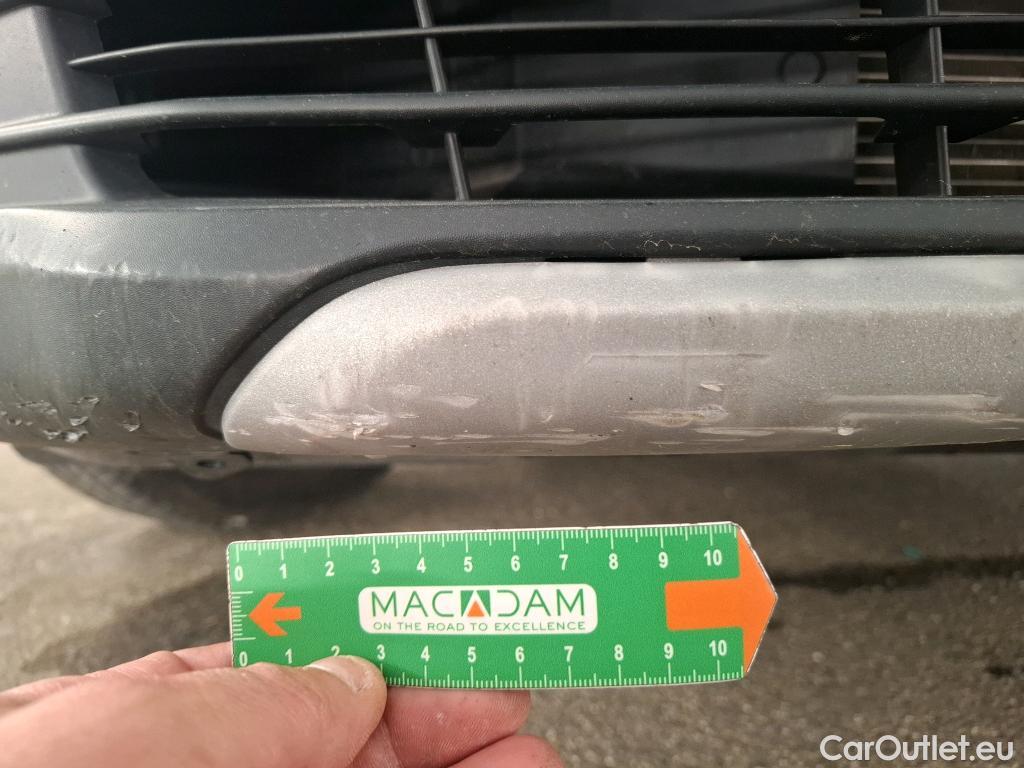 0 1 2 3 4 5 6 7 8 9 10
MACADAM
ON THE ROAD TO EXCELLENCE
0 1 2 3 4 5 6 7 8 9 10
CarOutlet.eu